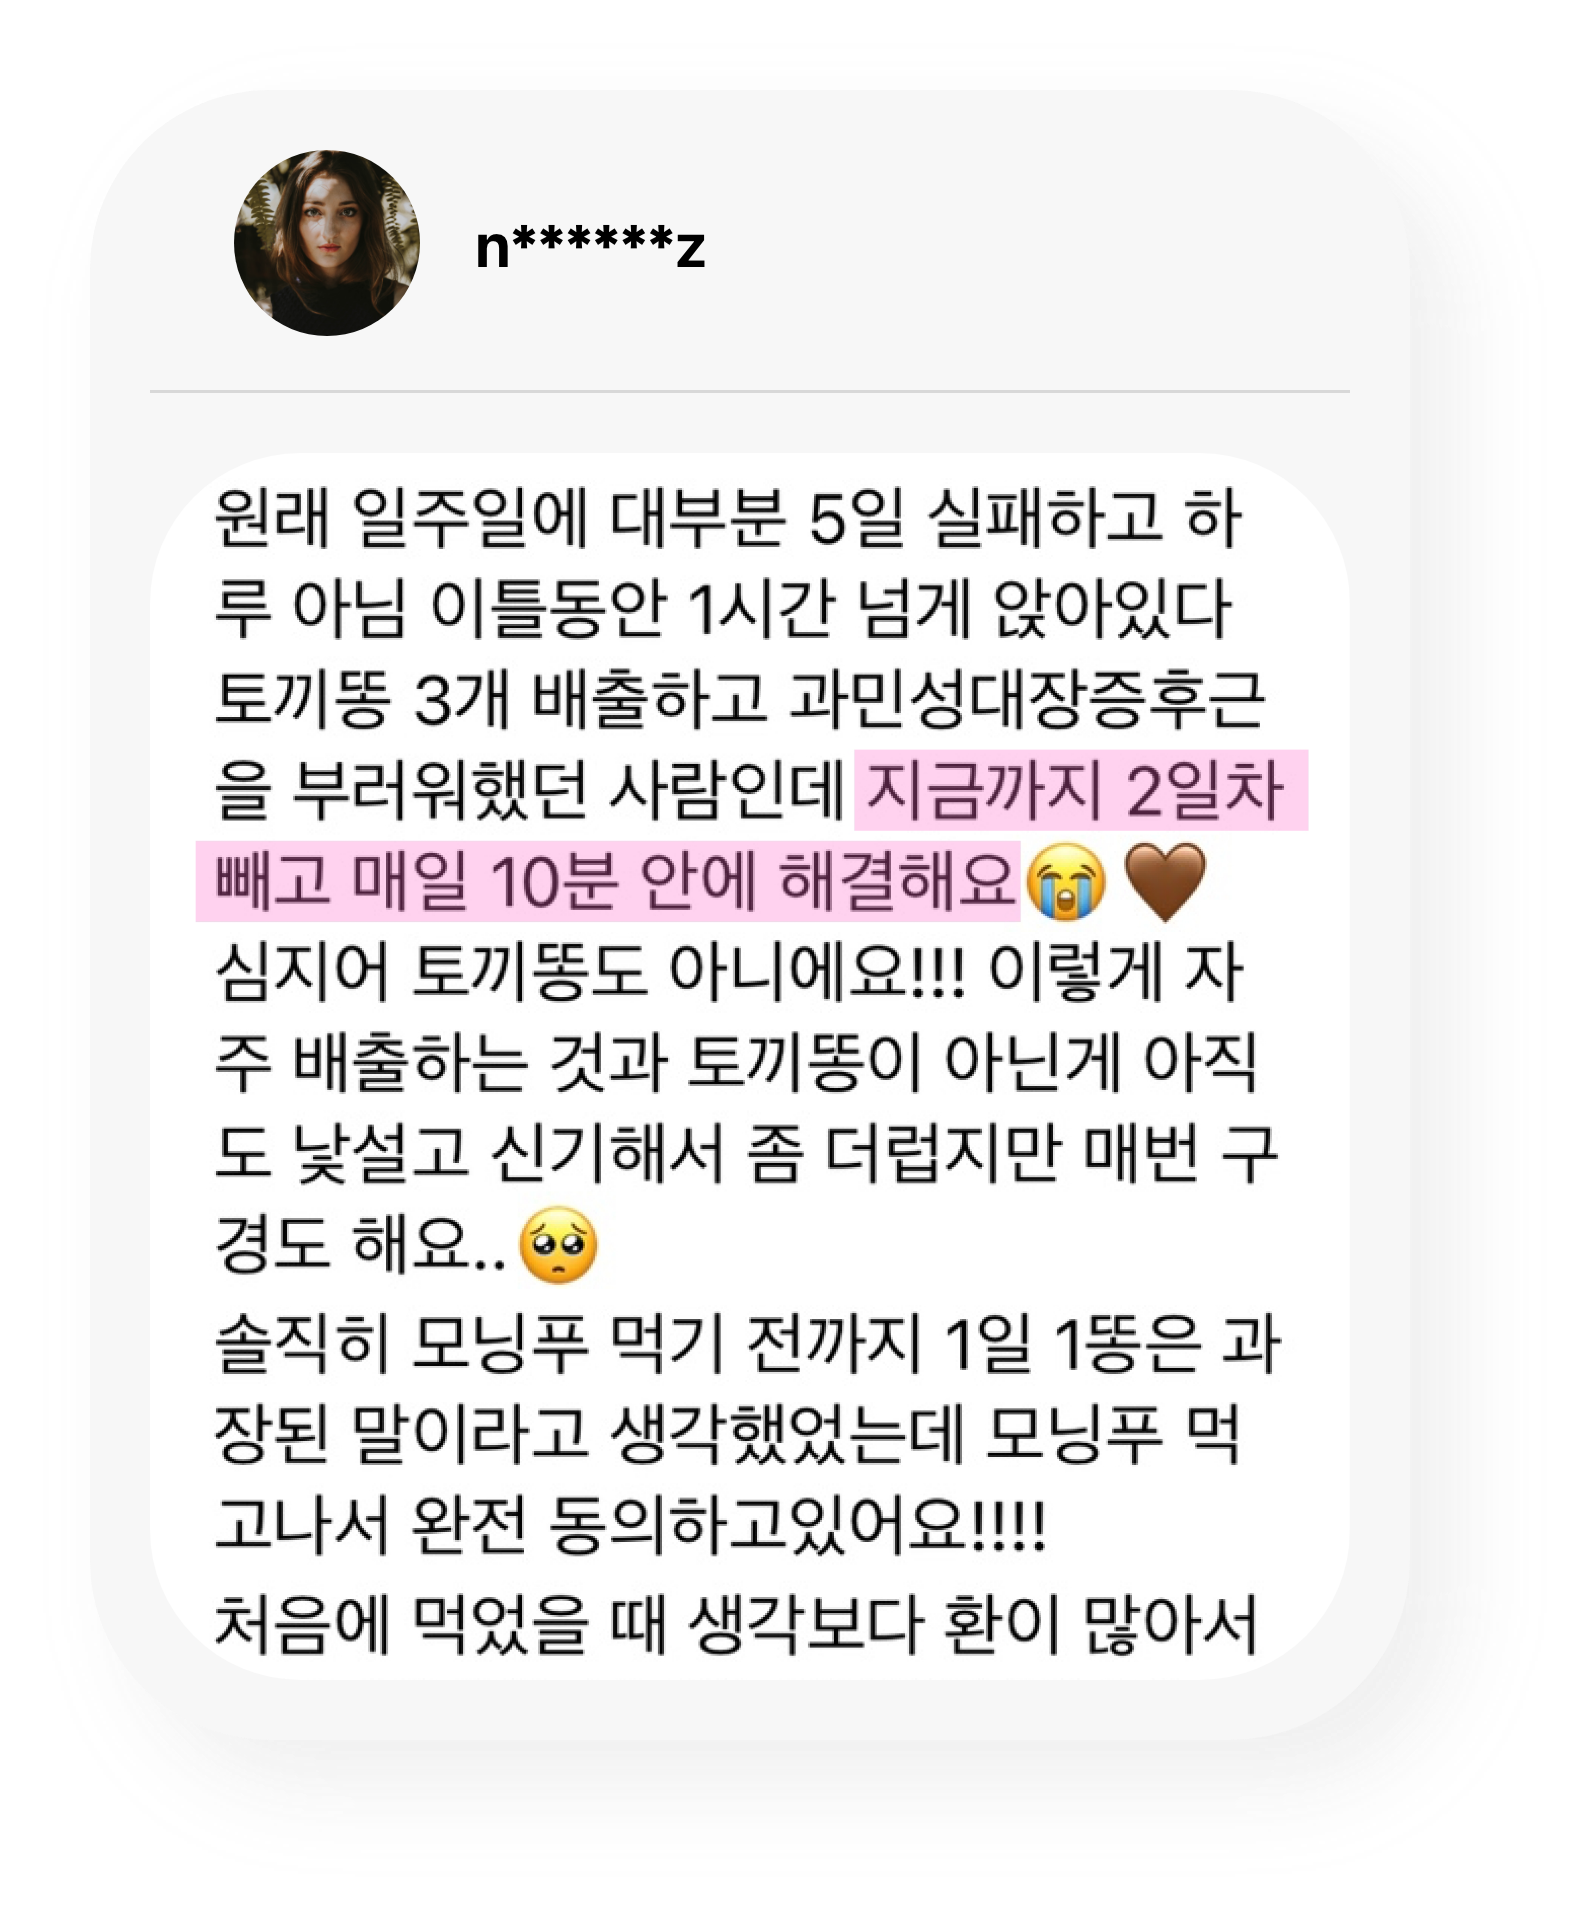 n******z
원래 일주일에 대부분 5일 실패하고 하
루 아님 이틀동안 1시간 넘게 앉아있다
토끼똥 3개 배출하고 과민성대장증후근
을 부러워했던 사람인데 지금까지 2일차
빼고 매일 10분 안에 해결해요😭🤎
심지어 토끼똥도 아니에요!!! 이렇게 자
주 배출하는 것과 토끼똥이 아닌게 아직
도 낯설고 신기해서 좀 더럽지만 매번 구
경도 해요..🥺
솔직히 모닝푸 먹기 전까지 1일 1똥은 과
장된 말이라고 생각했었는데 모닝푸 먹
고나서 완전 동의하고있어요!!!!
처음에 먹었을 때 생각보다 환이 많아서